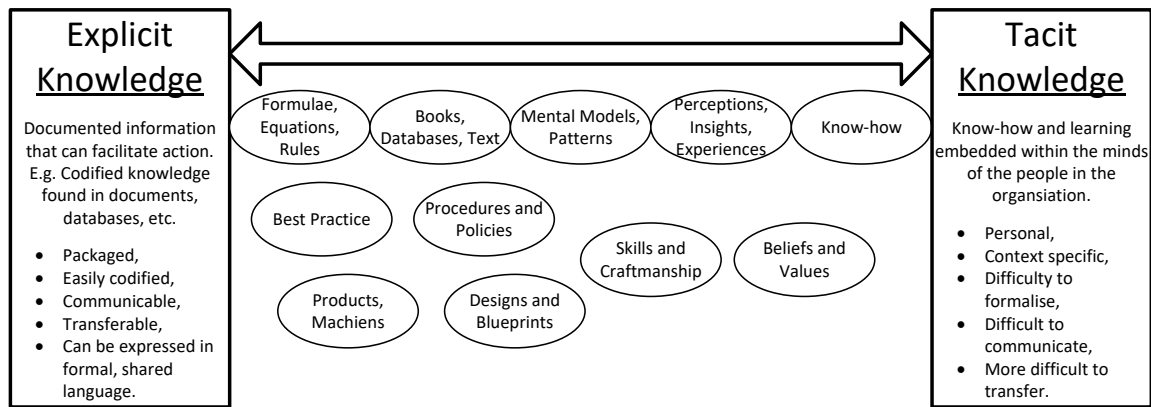 Explicit
Knowledge
Documented information
that can facilitate action.
E.g. Codified knowledge
found in documents,
databases, etc.
• Packaged,
• Easily codified,
• Communicable,
• Transferable,
• Can be expressed in
formal, shared
language.
Formulae,
Equations,
Rules
Books,
Databases, Text
Mental Models,
Patterns
Perceptions,
Insights,
Experiences
Know-how
Best Practice
Procedures and
Policies
Skills and
Craftmanship
Beliefs and
Values
Products,
Machiens
Designs and
Blueprints
Tacit
Knowledge
Know-how and learning
embedded within the minds
of the people in the
organsiation.
• Personal,
• Context specific,
• Difficulty to
formalise,
• Difficult to
communicate,
• More difficult to
transfer.